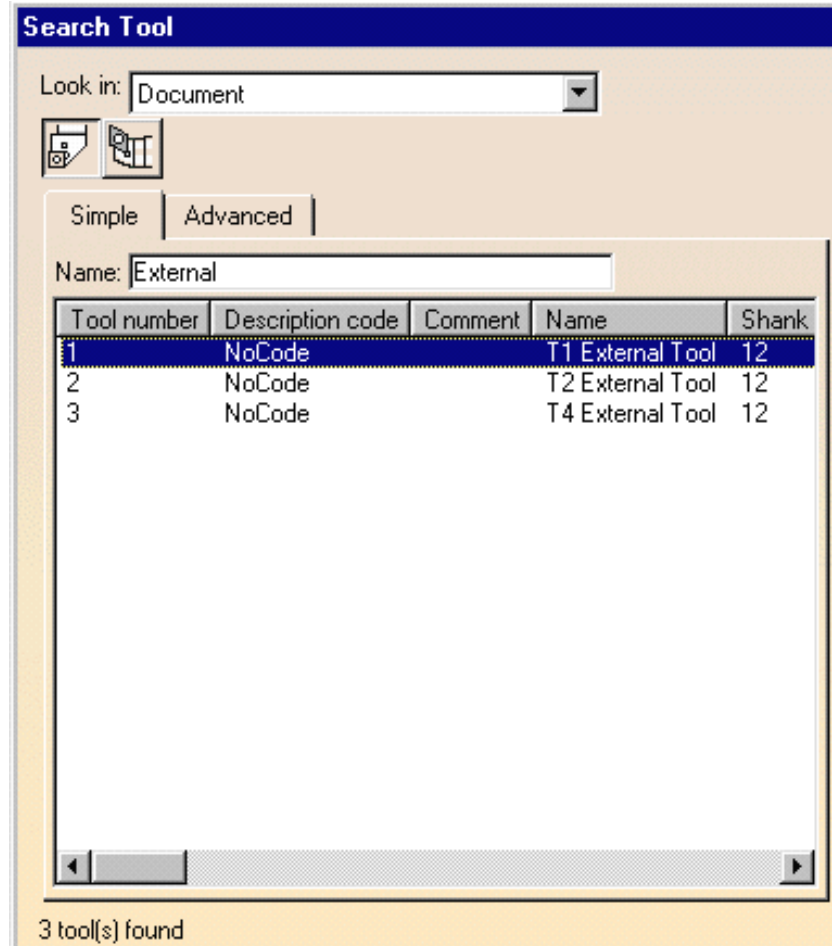 Search Tool
Look in: Document
Simple Advanced
Name: External
Tool number Description code Comment Name Shank
1 NoCode T1 External Tool 12
2 NoCode T2 External Tool 12
3 NoCode T4 External Tool 12
3 tool(s) found